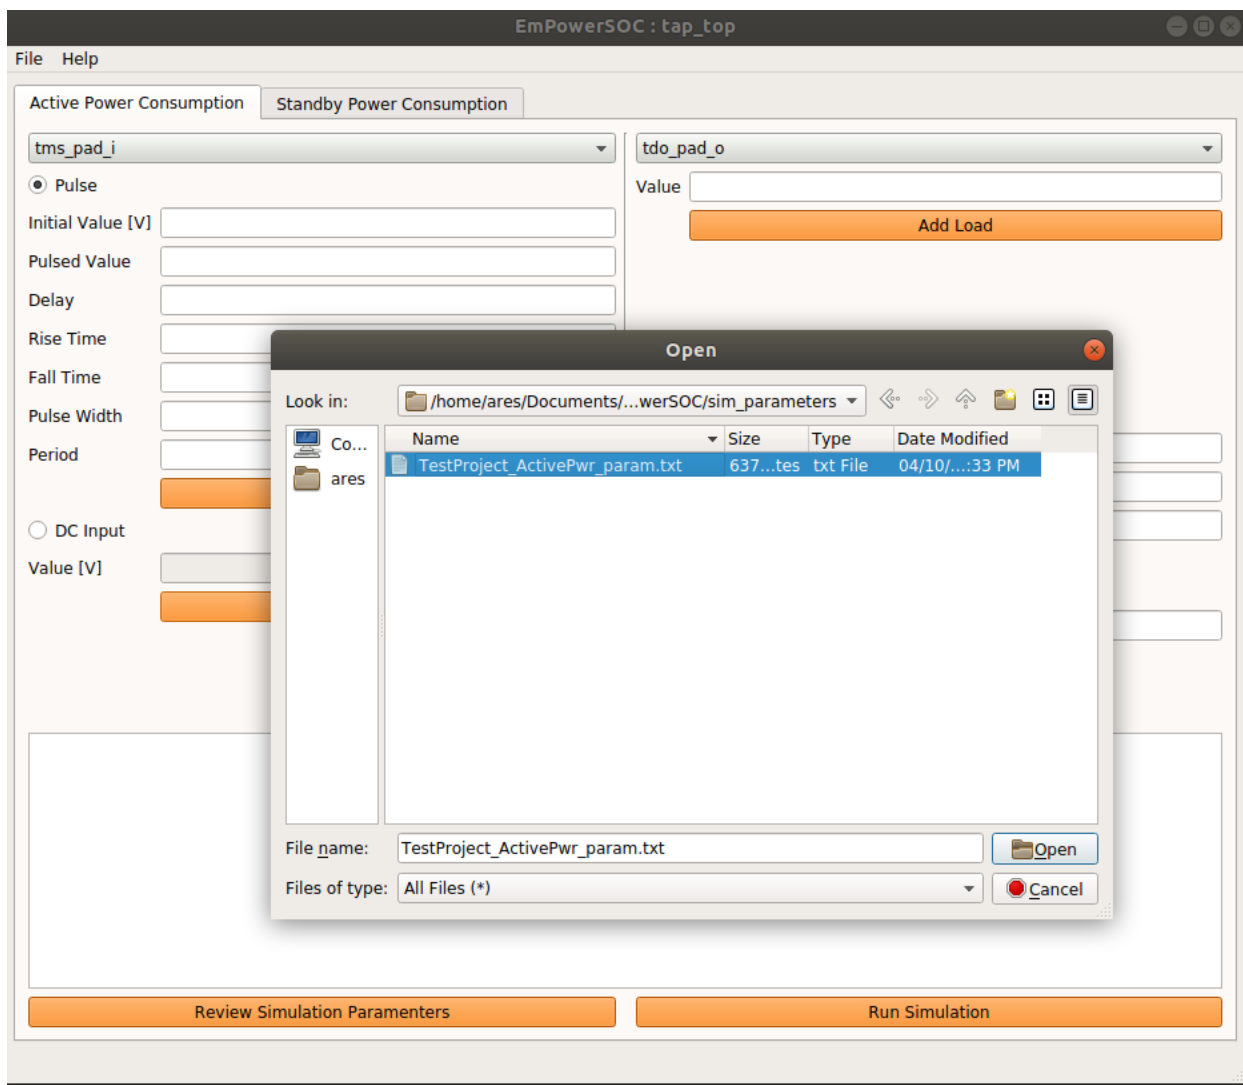 EmPowerSOC : tap_top
File Help
Active Power Consumption Standby Power Consumption
tms_pad_i tdo_pad_o
Pulse Value
Initial Value [V] Add Load
Pulsed Value
Delay
Rise Time
Open
Fall Time
Look in: /home/ares/Documents/...werSOC/sim_parameters
Pulse Width
Co... Name Size Type Date Modified
Period
ares TestProject_ActivePwr_param.txt 637...tes txt File 04/10/...:33 PM
DC Input
Value [V]
File name: TestProject_ActivePwr_param.txt Open
Files of type: All Files (*) Cancel
Review Simulation Paramenters Run Simulation